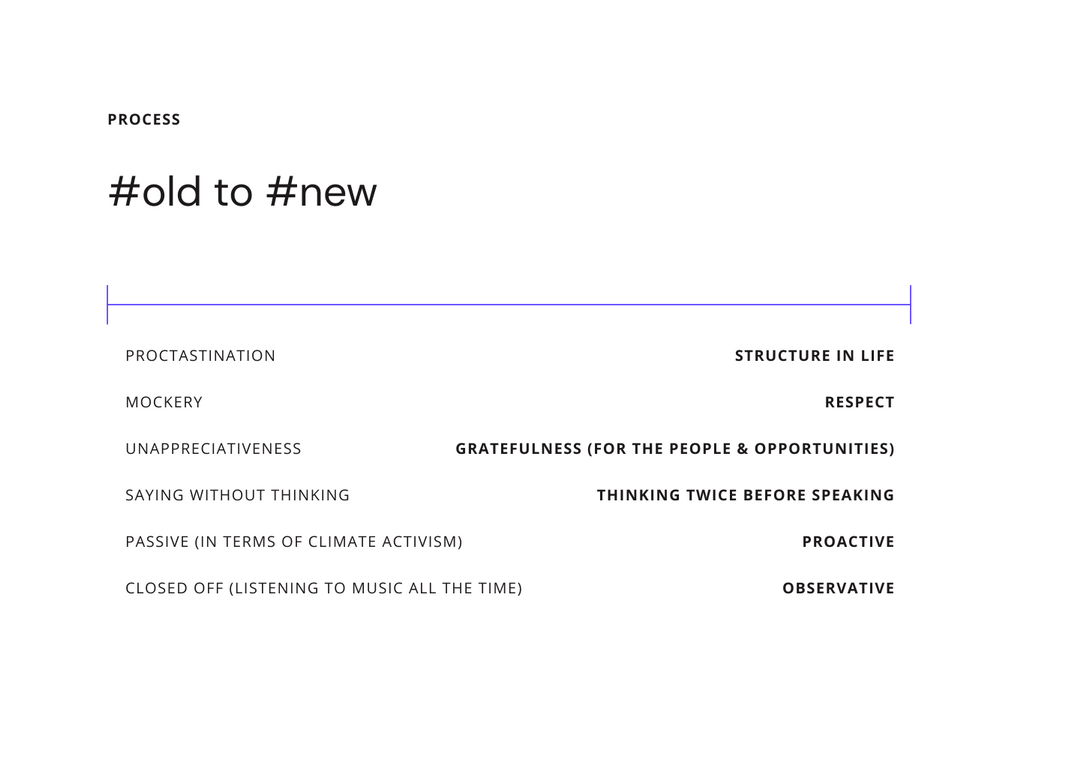 PROCESS
#old to #new
PROCTASTINATION STRUCTURE IN LIFE
MOCKERY RESPECT
UNAPPRECIATIVENESS GRATEFULNESS (FOR THE PEOPLE & OPPORTUNITIES)
SAYING WITHOUT THINKING THINKING TWICE BEFORE SPEAKING
PASSIVE (IN TERMS OF CLIMATE ACTIVISM) PROACTIVE
CLOSED OFF (LISTENING TO MUSIC ALL THE TIME) OBSERVATIVE